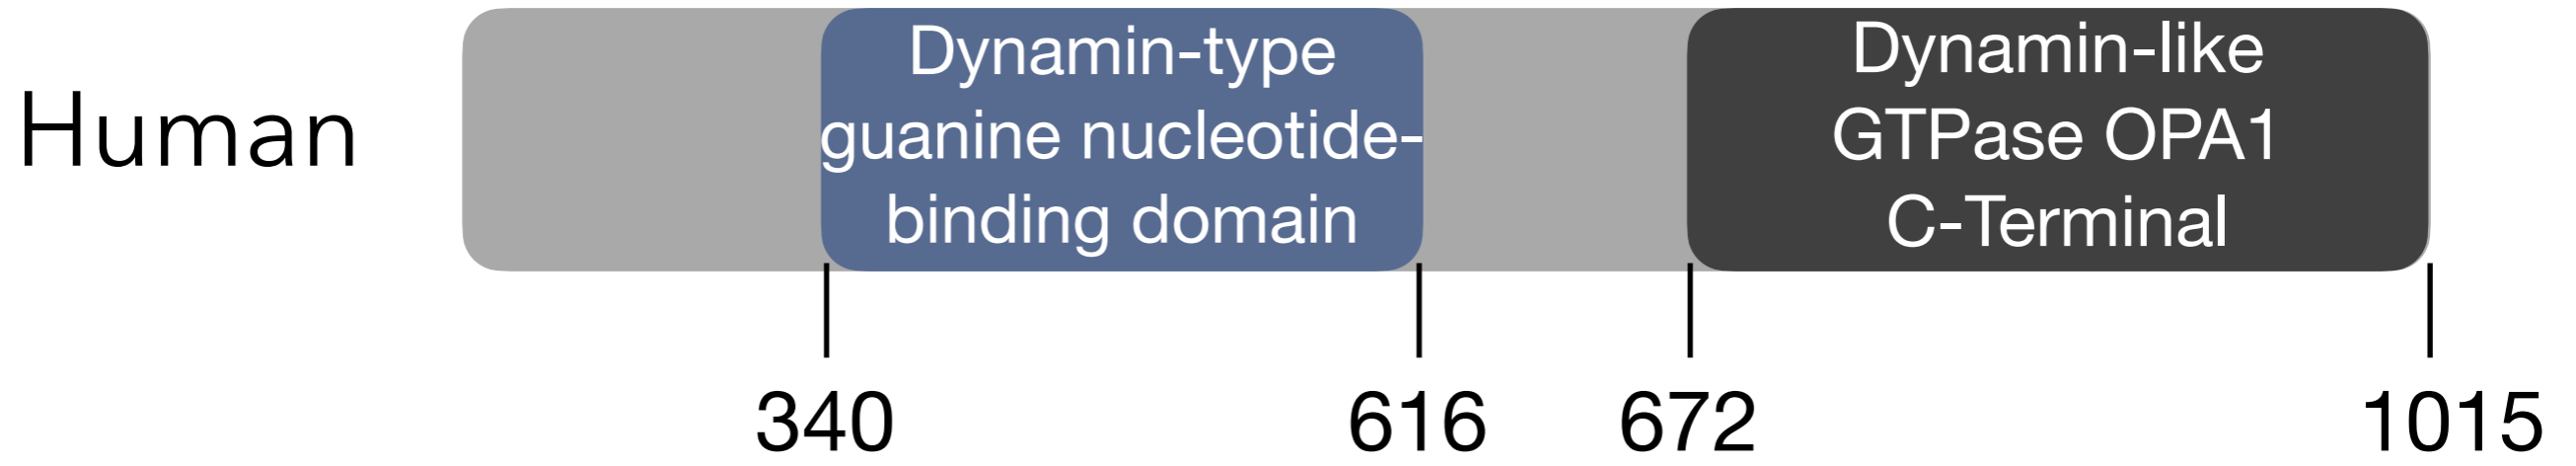 Human
Dynamin-type
guanine nucleotide-
binding domain
Dynamin-like
GTPase OPA1
C-Terminal
340
616
672
1015